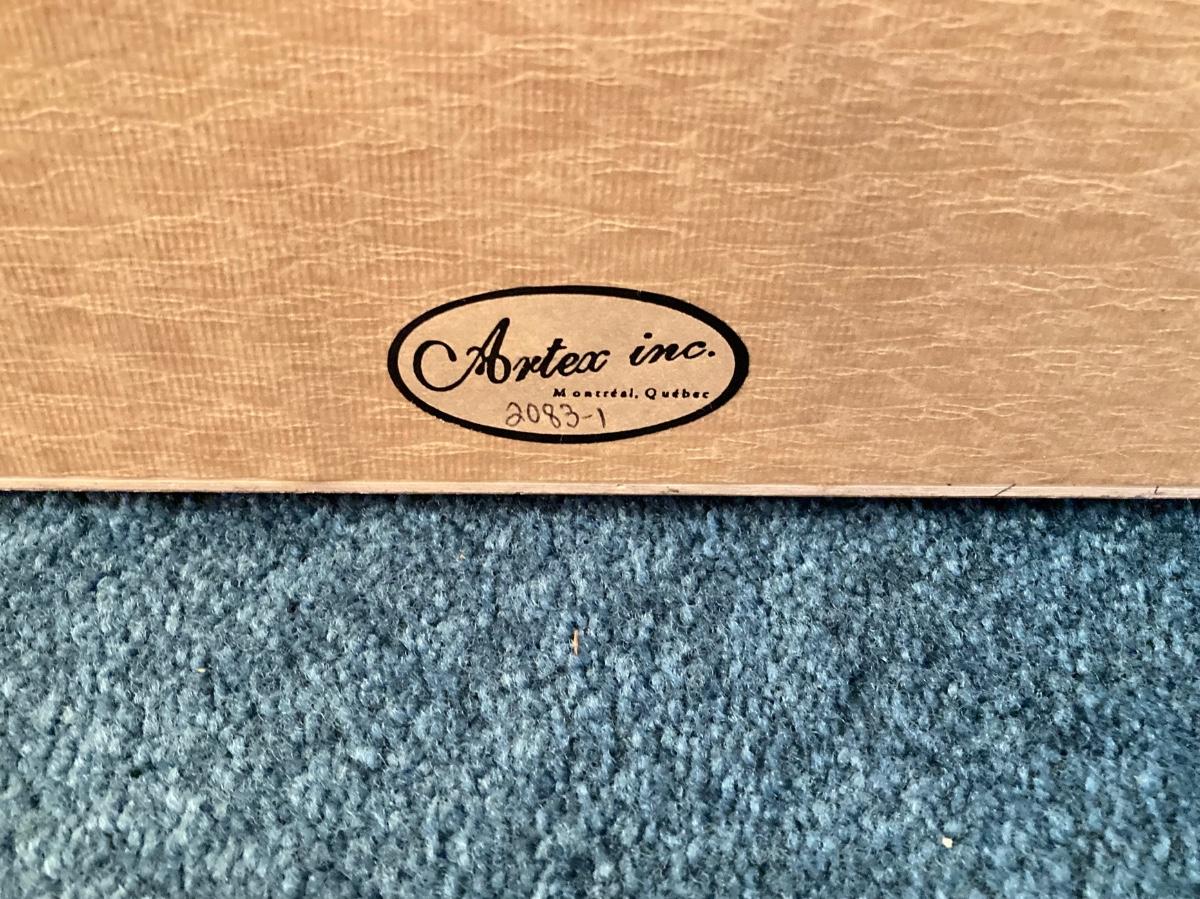 Artex inc.
Montréal, Québec
2083-1